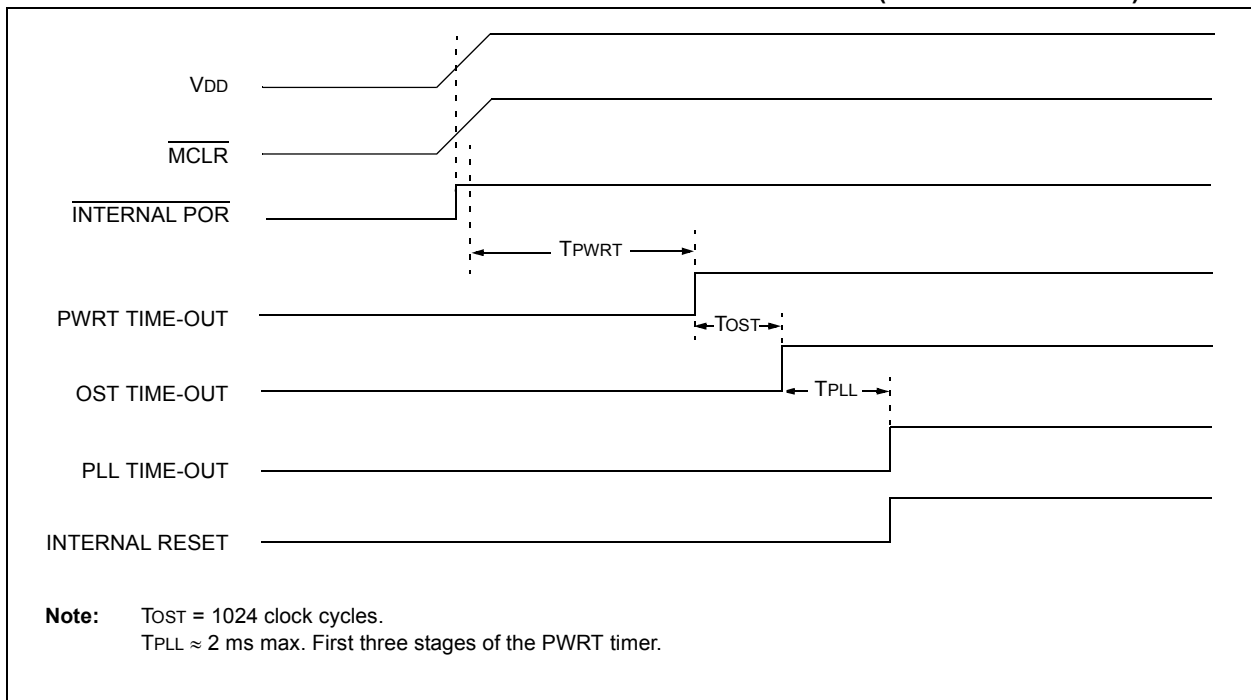 VDD
MCLR
INTERNAL POR
TPWRT
PWRT TIME-OUT
TOST
OST TIME-OUT
TPLL
PLL TIME-OUT
INTERNAL RESET
Note: TOST = 1024 clock cycles.
TPLL ≈ 2 ms max. First three stages of the PWRT timer.